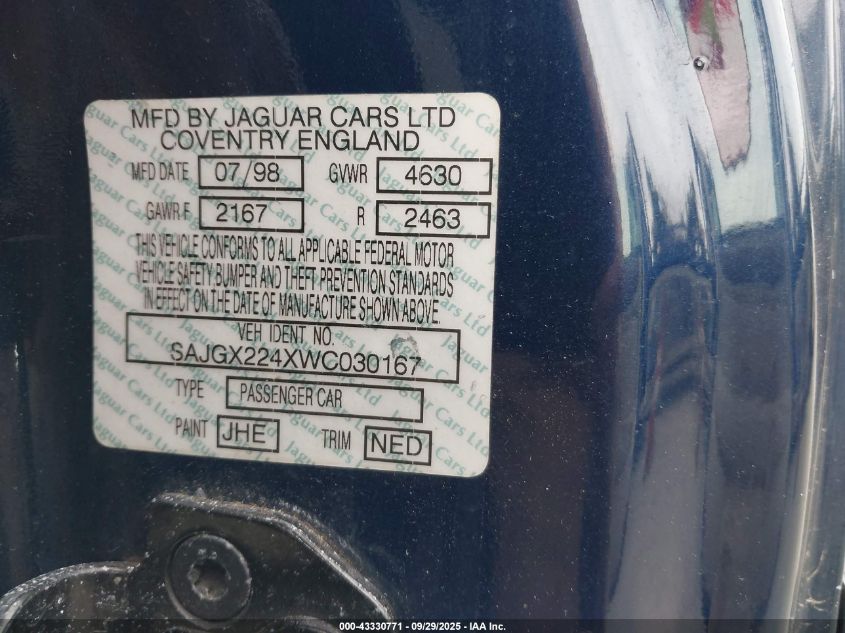 MFD BY JAGUAR CARS LTD
COVENTRY ENGLAND
MFD DATE 07/98 GVWR 4630
GAWR F 2167 R 2463
THIS VEHICLE CONFORMS TO ALL APPLICABLE FEDERAL MOTOR
VEHICLE SAFETY BUMPER AND THEFT PREVENTION STANDARDS
IN EFFECT ON THE DATE OF MANUFACTURE SHOWN ABOVE.
VEH IDENT NO.
SAJGX224XWC030167
TYPE PASSENGER CAR
PAINT JHE TRIM NED
000-43330771 - 09/29/2025 - IAA Inc.